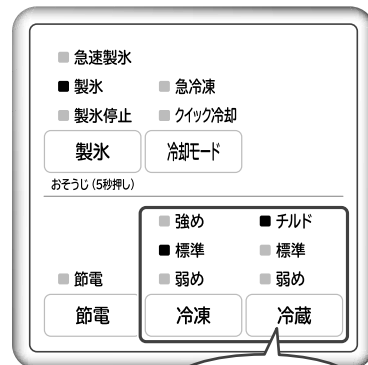 急速製氷
製氷 急冷凍
製氷停止 クイック冷却
製氷 冷却モード
おそうじ(5秒押し)
強め チルド
標準 標準
節電 弱め 弱め
節電 冷凍 冷蔵